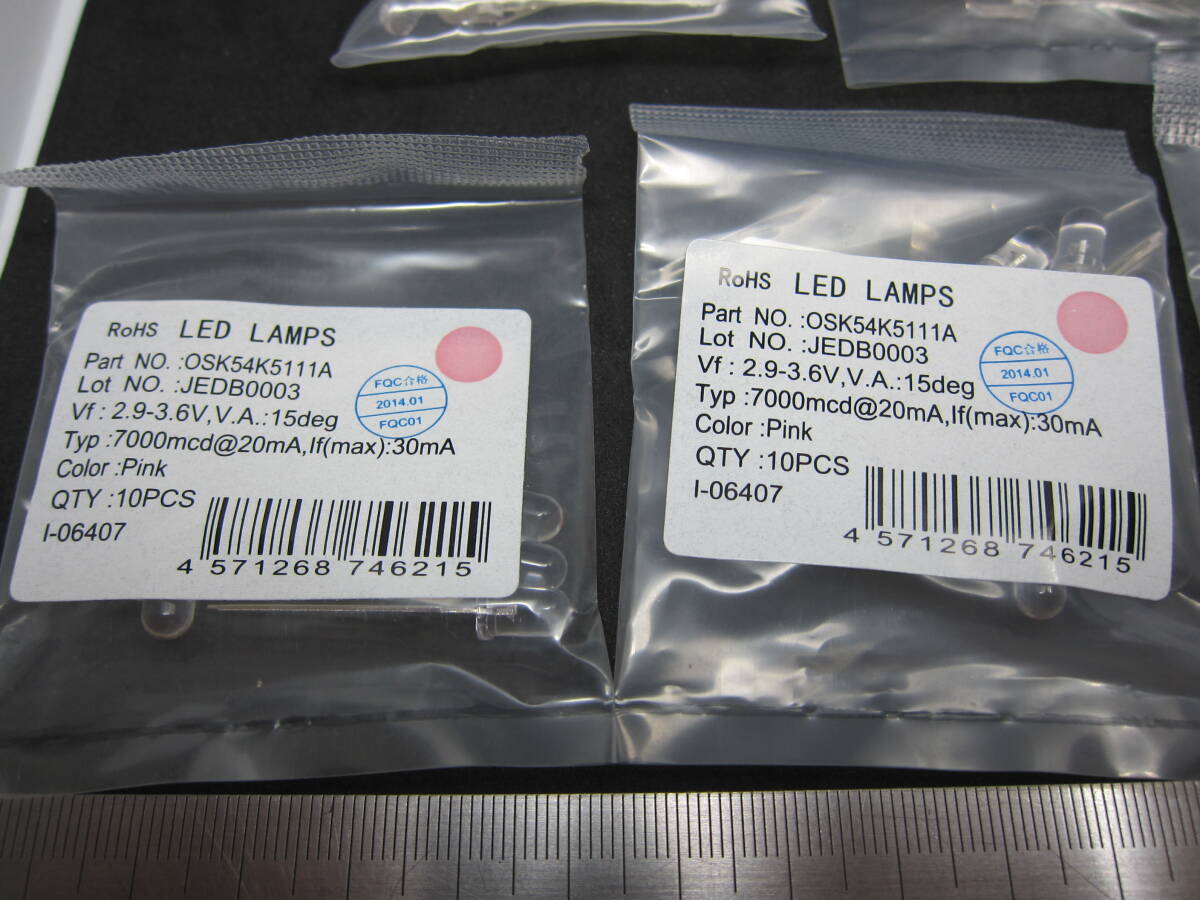 RoHS LED LAMPS
Part NO. :OSK54K5111A
Lot NO. :JEDB0003
Vf : 2.9-3.6V,V.A.:15deg
Typ :7000mcd@20mA,If(max):30mA
Color :Pink
QTY :10PCS
I-06407
4 571268 746215
FQC合格
2014.01
FQC01
RoHS LED LAMPS
Part NO. :OSK54K5111A
Lot NO. :JEDB0003
Vf : 2.9-3.6V,V.A.:15deg
Typ :7000mcd@20mA,If(max):30mA
Color :Pink
QTY :10PCS
I-06407
4 571268 746215
FQC合格
2014.01
FQC01